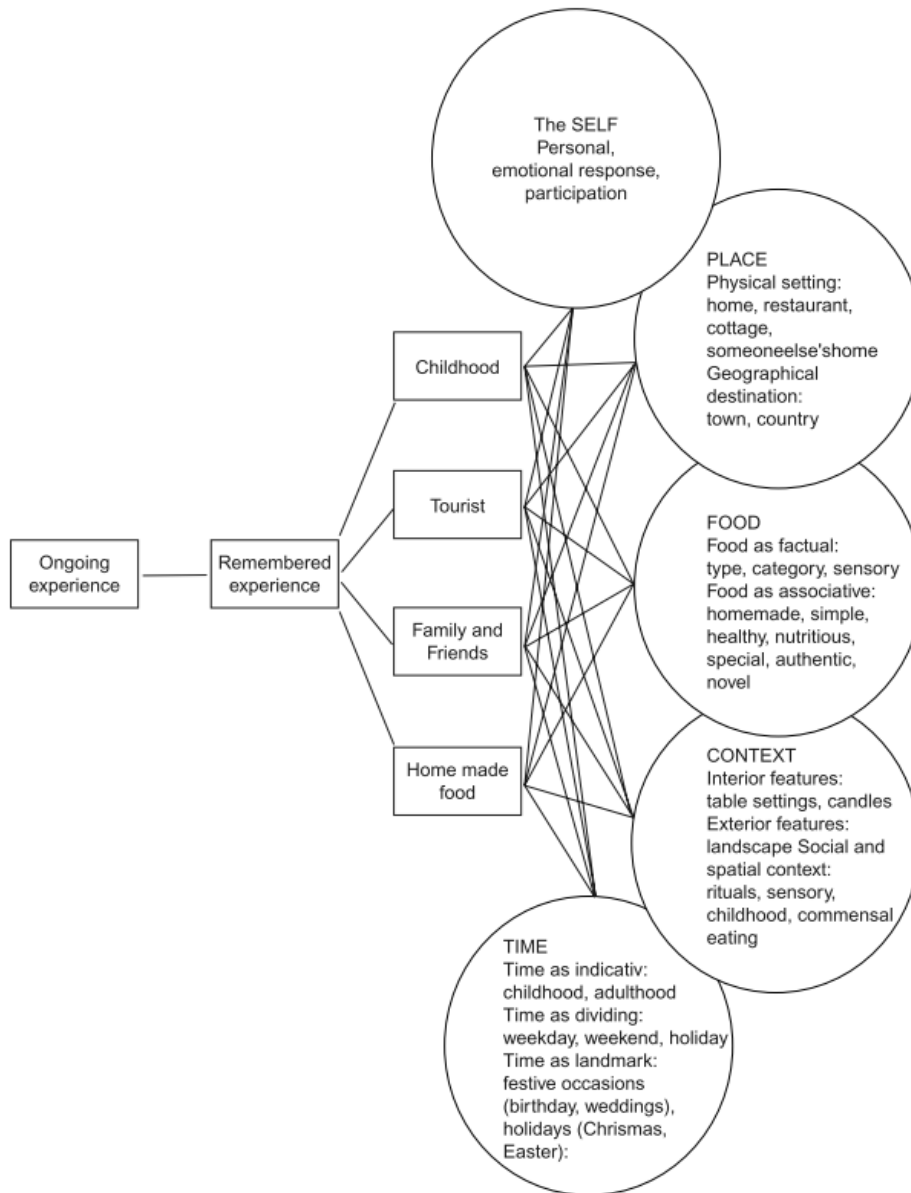 The SELF
Personal,
emotional response,
participation
PLACE
Physical setting:
home, restaurant,
cottage,
someoneelse'shome
Geographical
destination:
town, country
Childhood
Tourist
FOOD
Food as factual:
type, category, sensory
Food as associative:
homemade, simple,
healthy, nutritious,
special, authentic,
novel
Ongoing
experience
Remembered
experience
Family and
Friends
Home made
food
CONTEXT
Interior features:
table settings, candles
Exterior features:
landscape Social and
spatial context:
rituals, sensory,
childhood, commensal
eating
TIME
Time as indicativ:
childhood, adulthood
Time as dividing:
weekday, weekend, holiday
Time as landmark:
festive occasions
(birthday, weddings),
holidays (Chrismas,
Easter):